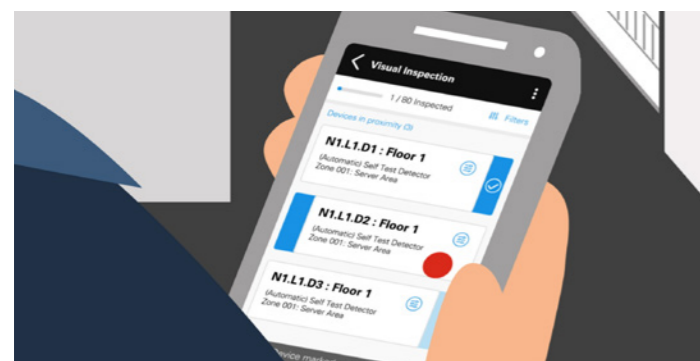 Visual Inspection
1 / 80 Inspected
Filters
Devices in proximity (3)
N1.L1.D1 : Floor 1
(Automatic) Self Test Detector
Zone 001: Server Area
N1.L1.D2 : Floor 1
(Automatic) Self Test Detector
Zone 001: Server Area
N1.L1.D3 : Floor 1
(Automatic) Self Test Detector
Zone 001: Server Area
Device marked